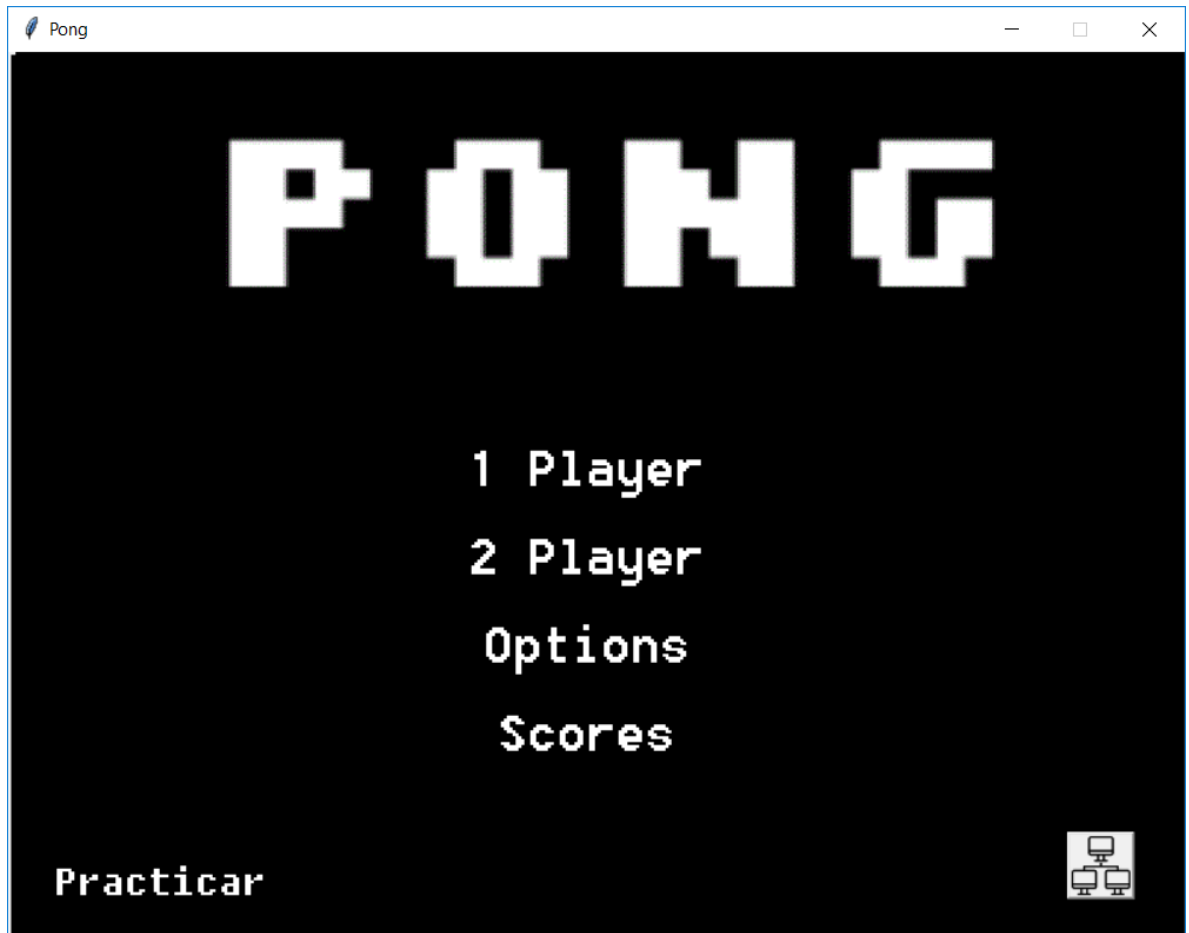 Pong
PONG
1 Player
2 Player
Options
Scores
Practicar